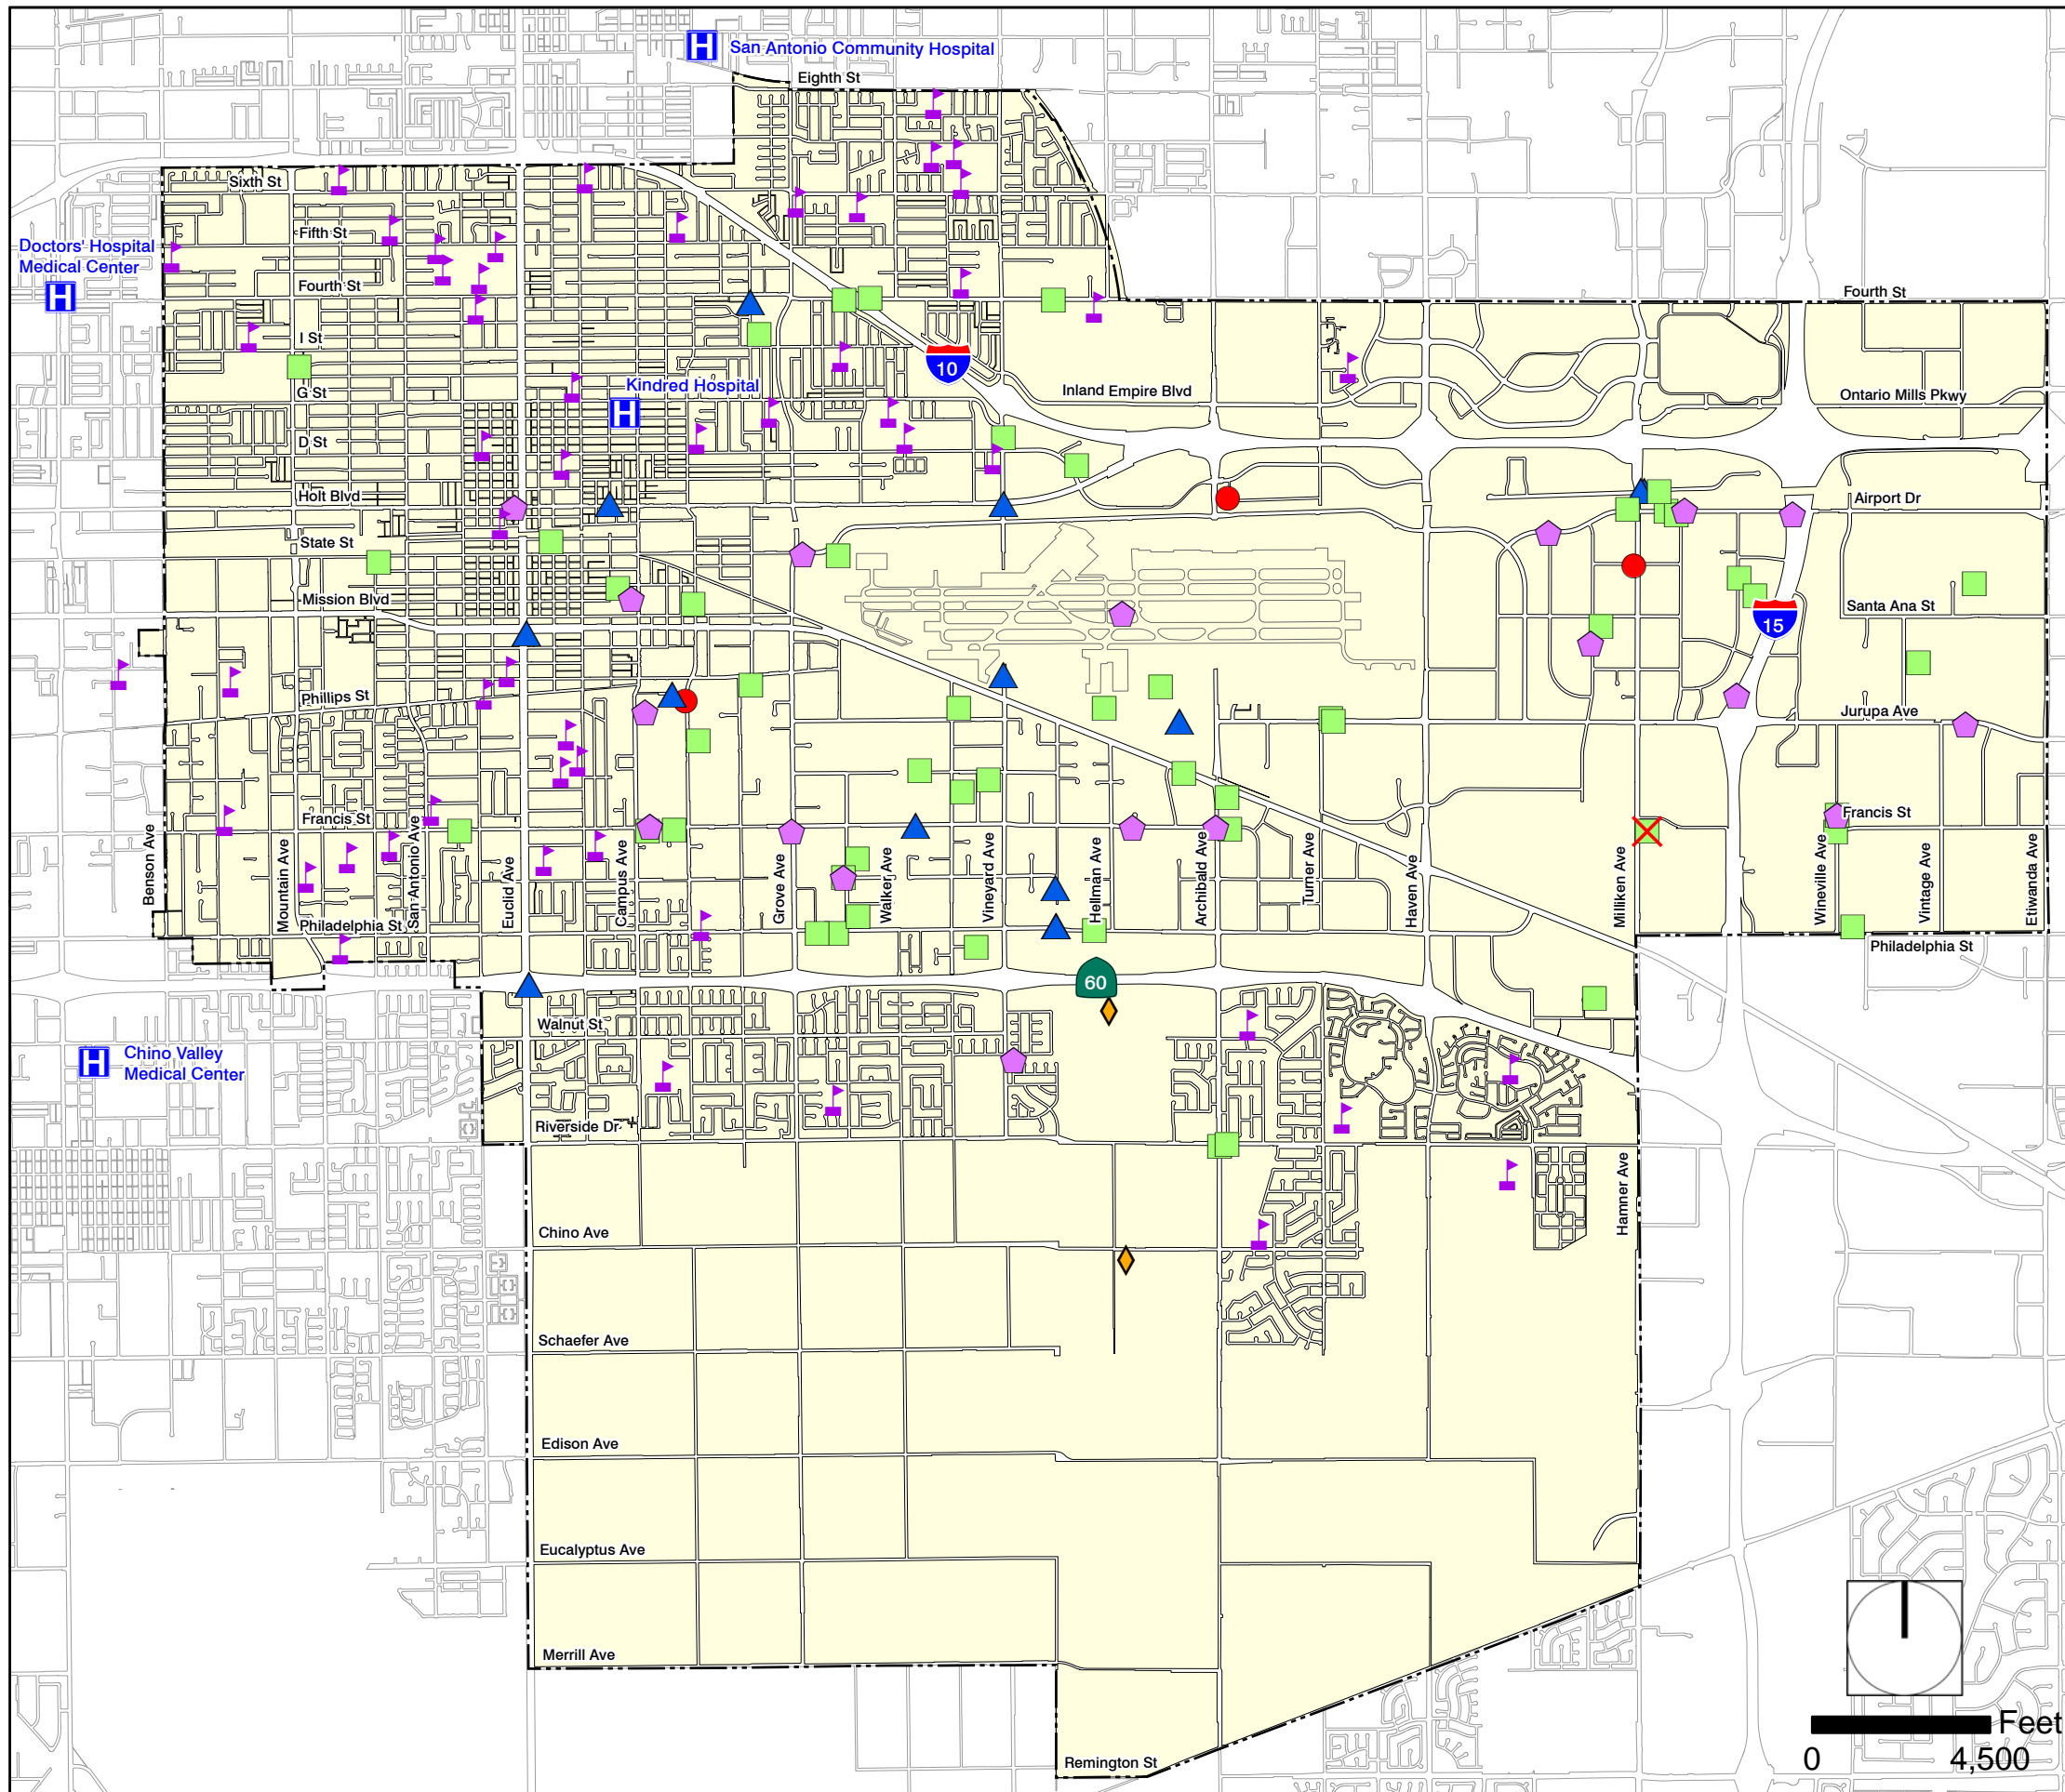 H San Antonio Community Hospital
Eighth St
Sixth St
Fifth St
Doctors' Hospital
Medical Center
H
Fourth St
Fourth St
I St
10
Kindred Hospital
H
G St
Inland Empire Blvd
Ontario Mills Pkwy
D St
Holt Blvd
Airport Dr
State St
Mission Blvd
Santa Ana St
15
Phillips St
Jurupa Ave
Francis St
Francis St
Benson Ave
Mountain Ave
San Antonio Ave
Euclid Ave
Campus Ave
Grove Ave
Walker Ave
Vineyard Ave
Hellman Ave
Archibald Ave
Turner Ave
Haven Ave
Milliken Ave
Wineville Ave
Vintage Ave
Etiwanda Ave
Philadelphia St
Philadelphia St
60
Walnut St
H
Chino Valley
Medical Center
Riverside Dr
Hamner Ave
Chino Ave
Schaefer Ave
Edison Ave
Eucalyptus Ave
Merrill Ave
Remington St
Feet
0 4,500